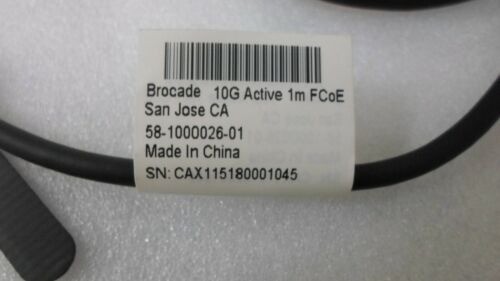 Brocade 10G Active 1m FCoE
San Jose CA
58-1000026-01
Made In China
SN: CAX115180001045